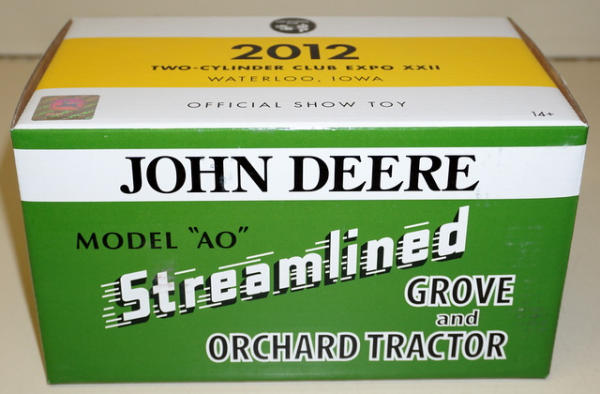 2012
TWO-CYLINDER CLUB EXPO XXII
WATERLOO, IOWA
OFFICIAL SHOW TOY
14+
JOHN DEERE
MODEL "AO"
Streamlined
GROVE
and
ORCHARD TRACTOR